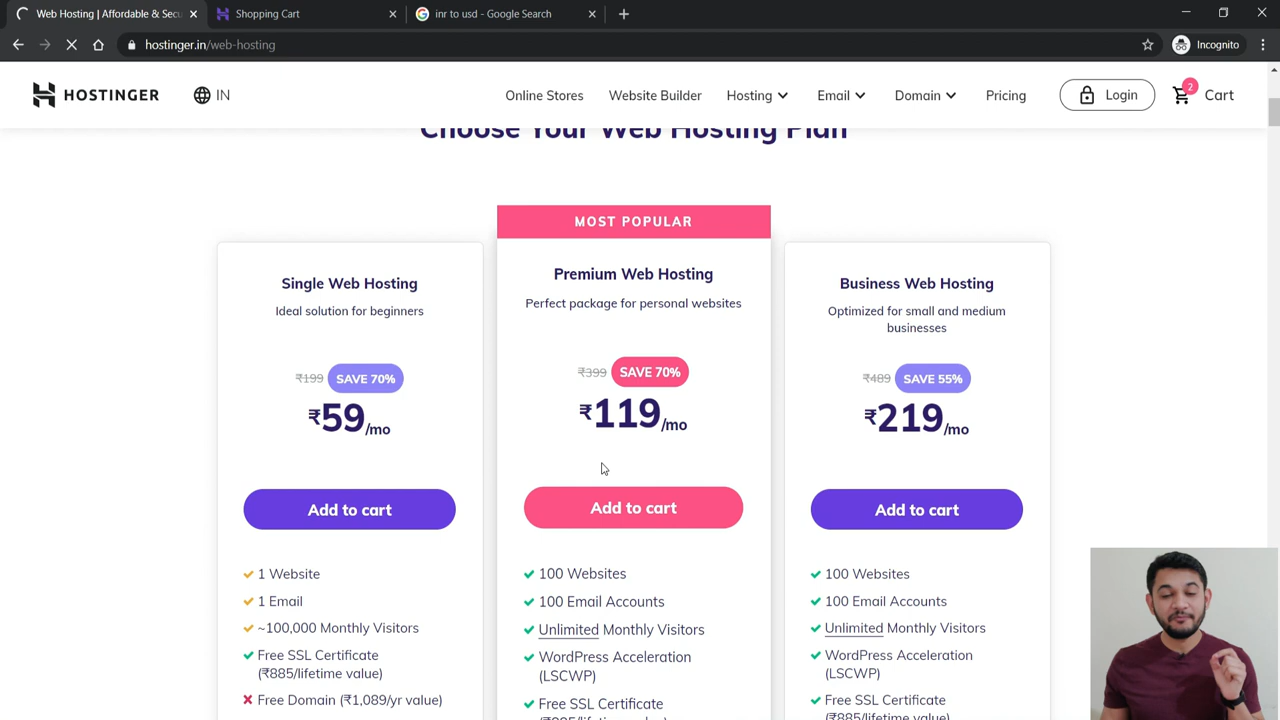 Web Hosting | Affordable & Secu
Shopping Cart
inr to usd - Google Search
hostinger.in/web-hosting
Incognito
HOSTINGER
IN
Online Stores
Website Builder
Hosting
Email
Domain
Pricing
Login
2
Cart
Choose Your Web Hosting Plan
MOST POPULAR
Single Web Hosting
Ideal solution for beginners
₹199 SAVE 70%
₹59/mo
Add to cart
1 Website
1 Email
~100,000 Monthly Visitors
Free SSL Certificate
(₹885/lifetime value)
Free Domain (₹1,089/yr value)
Premium Web Hosting
Perfect package for personal websites
₹399 SAVE 70%
₹119/mo
Add to cart
100 Websites
100 Email Accounts
Unlimited Monthly Visitors
WordPress Acceleration
(LSCWP)
Free SSL Certificate
(₹885/lifetime value)
Business Web Hosting
Optimized for small and medium
businesses
₹489 SAVE 55%
₹219/mo
Add to cart
100 Websites
100 Email Accounts
Unlimited Monthly Visitors
WordPress Acceleration
(LSCWP)
Free SSL Certificate
(₹885/lifetime value)